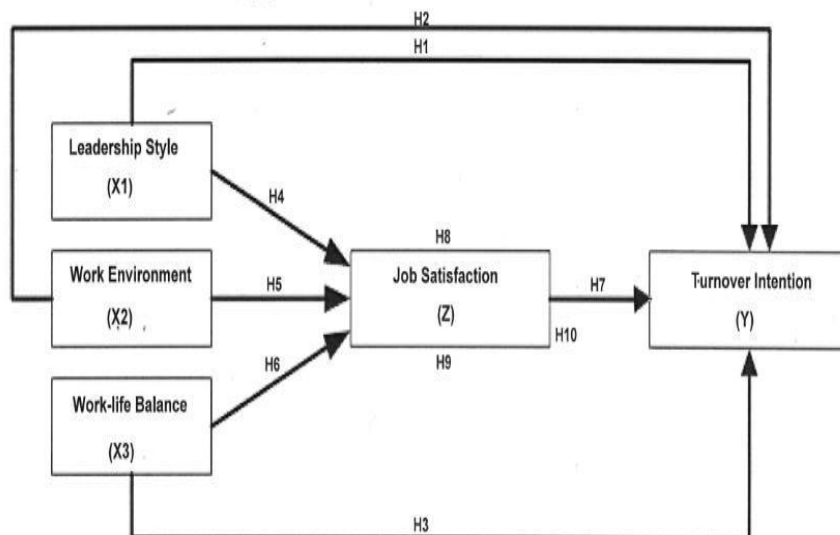 H2
H1
Leadership Style
(X1)
H4
H8
Work Environment
(X2)
H5
Job Satisfaction
(Z)
H7
Turnover Intention
(Y)
H10
H6
H9
Work-life Balance
(X3)
H3